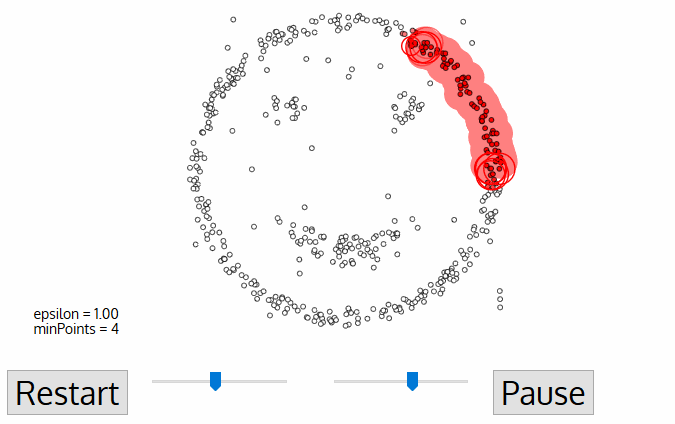 epsilon = 1.00
minPoints = 4
Restart
Pause